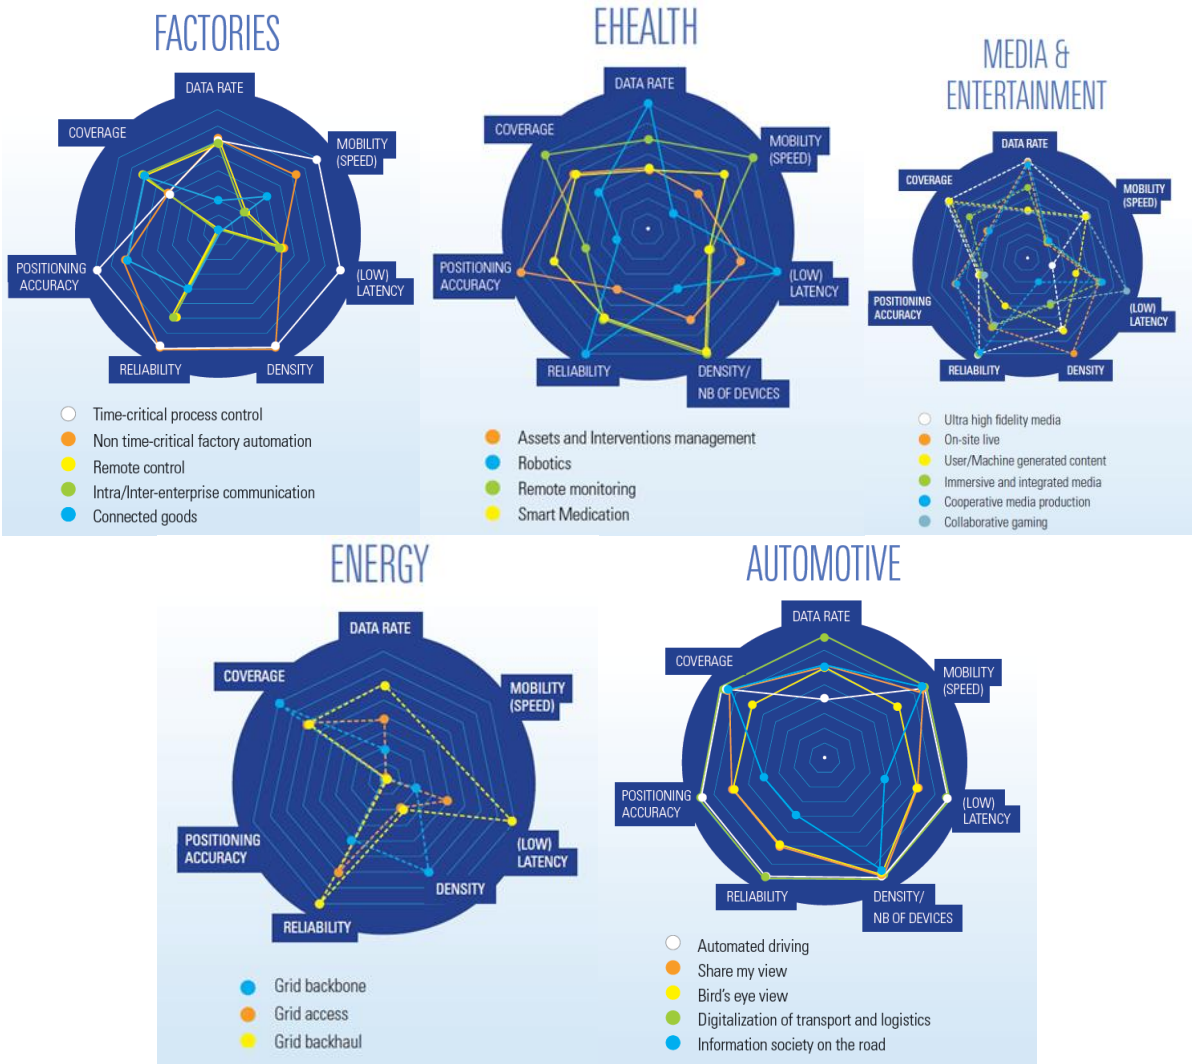 FACTORIES
DATA RATE
COVERAGE
MOBILITY
(SPEED)
POSITIONING
ACCURACY
(LOW)
LATENCY
RELIABILITY
DENSITY
Time-critical process control
Non time-critical factory automation
Remote control
Intra/Inter-enterprise communication
Connected goods
EHEALTH
DATA RATE
COVERAGE
MOBILITY
(SPEED)
POSITIONING
ACCURACY
(LOW)
LATENCY
RELIABILITY
DENSITY/
NB OF DEVICES
Assets and Interventions management
Robotics
Remote monitoring
Smart Medication
MEDIA &
ENTERTAINMENT
DATA RATE
COVERAGE
MOBILITY
(SPEED)
POSITIONING
ACCURACY
(LOW)
LATENCY
RELIABILITY
DENSITY
Ultra high fidelity media
On-site live
User/Machine generated content
Immersive and integrated media
Cooperative media production
Collaborative gaming
ENERGY
DATA RATE
COVERAGE
MOBILITY
(SPEED)
POSITIONING
ACCURACY
(LOW)
LATENCY
DENSITY
RELIABILITY
Grid backbone
Grid access
Grid backhaul
AUTOMOTIVE
DATA RATE
COVERAGE
MOBILITY
(SPEED)
POSITIONING
ACCURACY
(LOW)
LATENCY
RELIABILITY
DENSITY/
NB OF DEVICES
Automated driving
Share my view
Bird's eye view
Digitalization of transport and logistics
Information society on the road